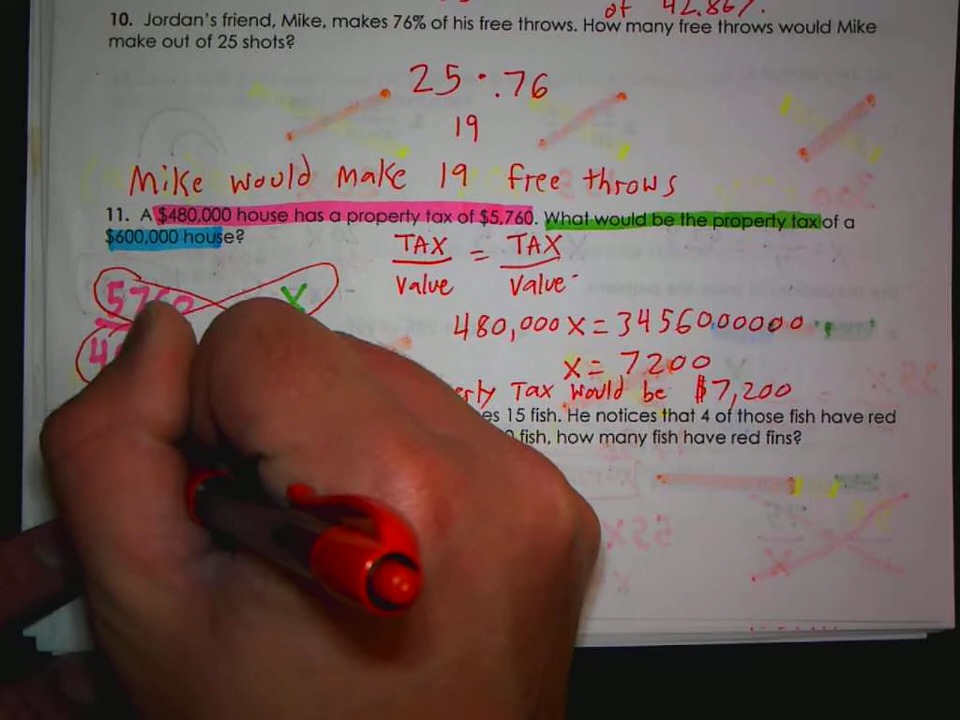 of 42.86%.
10. Jordan's friend, Mike, makes 76% of his free throws. How many free throws would Mike
make out of 25 shots?
25 · .76
19
Mike would make 19 free throws
11. A $480,000 house has a property tax of $5,760. What would be the property tax of a
$600,000 house?
TAX = TAX
value value
5760 X
480,000x = 3456000000
x = 7200
Tax would be $7,200
15 fish. He notices that 4 of those fish have red
fish, how many fish have red fins?